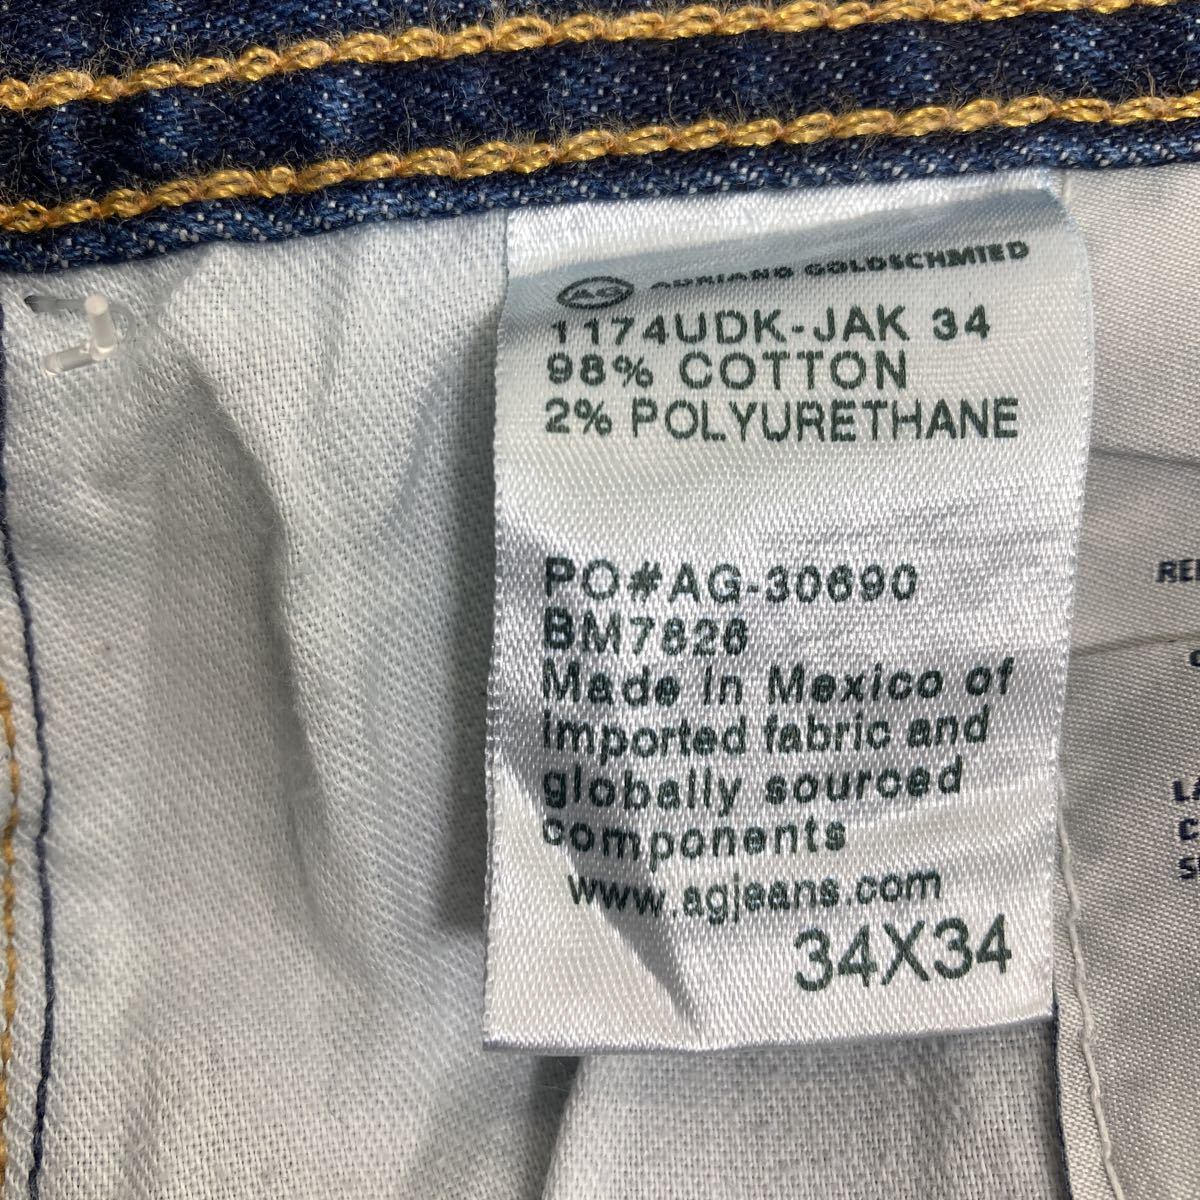 AG ADRIANO GOLDSCHMIED
1174UDK-JAK 34
98% COTTON
2% POLYURETHANE
PO#AG-30690
BM7826
Made In Mexico of
imported fabric and
globally sourced
components
www.agjeans.com
34X34